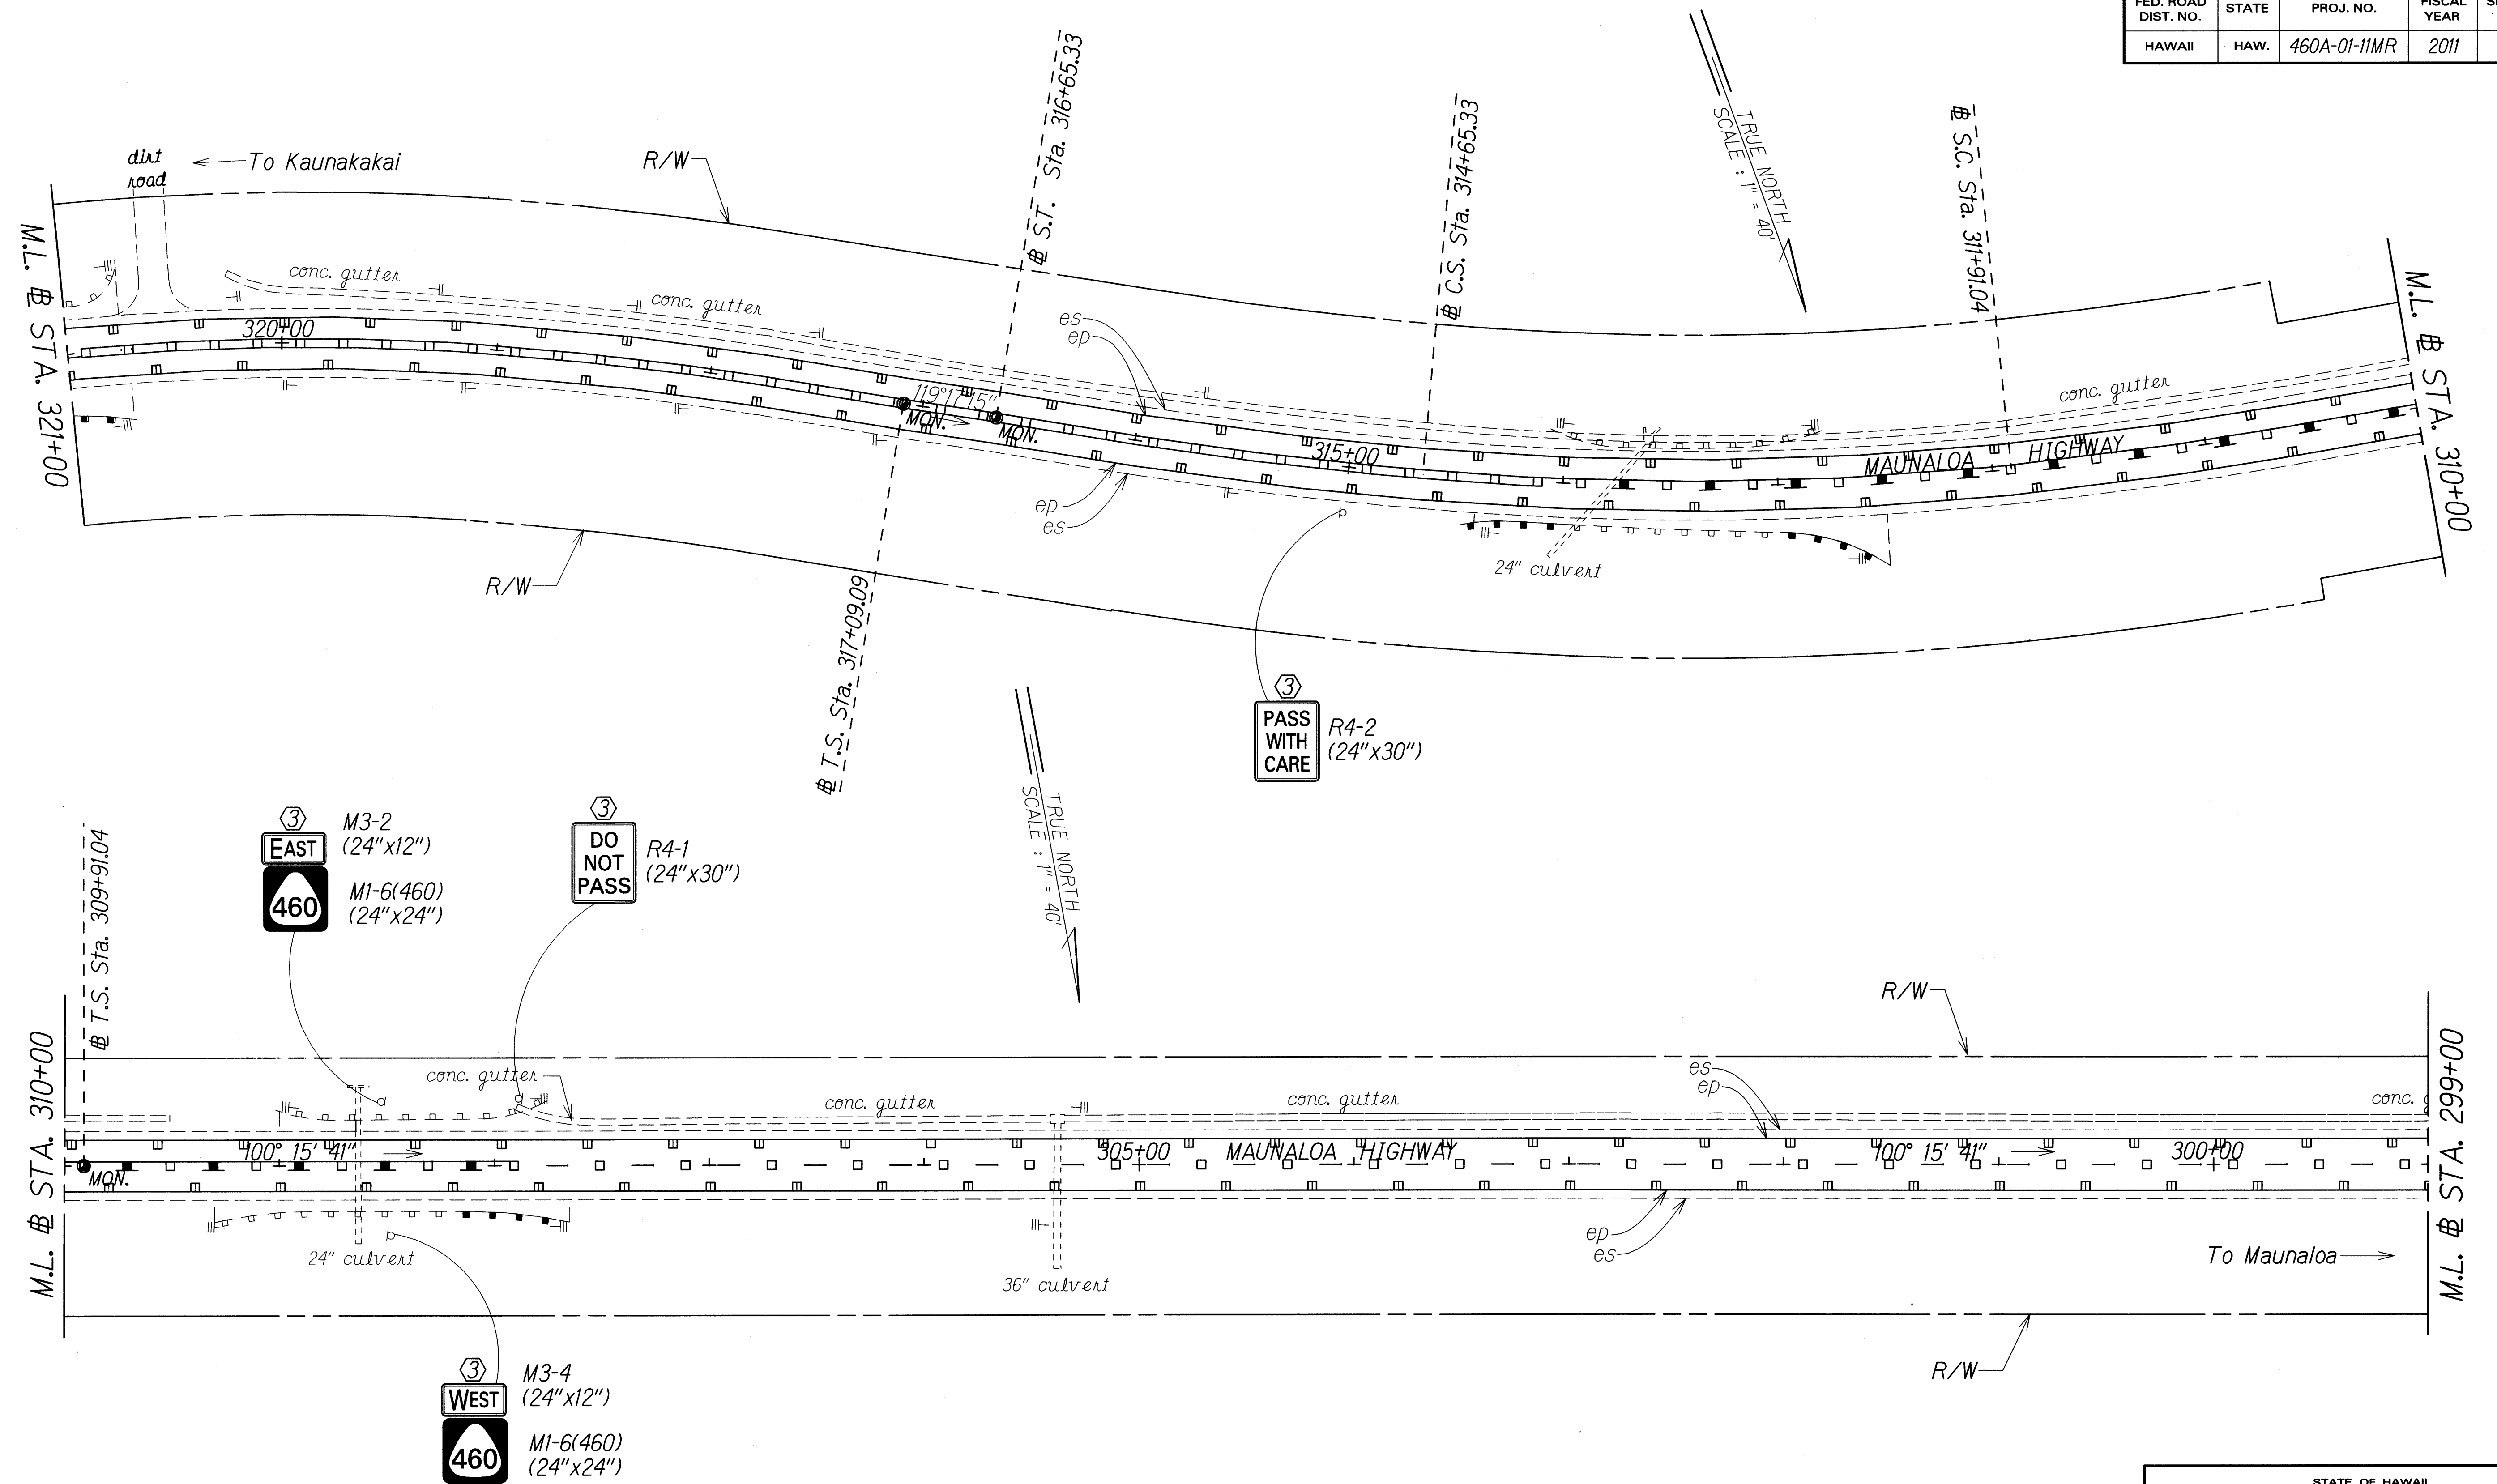 FED. ROAD DIST. NO.
STATE
PROJ. NO.
FISCAL YEAR
HAWAII
HAW.
460A-01-11MR
2011
dirt road
To Kaunakakai
R/W
S.T. Sta. 316+65.33
C.S. Sta. 314+65.33
TRUE NORTH
SCALE : 1" = 40'
S.C. Sta. 311+91.04
M.L. B STA. 321+00
conc. gutter
conc. gutter
320+00
es
ep
119°17'15"
MON.
MON.
315+00
MAUNALOA HIGHWAY
conc. gutter
M.L. B STA. 310+00
ep
es
24" culvert
R/W
T.S. Sta. 317+09.09
3
PASS
WITH
CARE
R4-2
(24"x30")
T.S. Sta. 309+91.04
3
EAST
M3-2
(24"x12")
460
M1-6(460)
(24"x24")
3
DO
NOT
PASS
R4-1
(24"x30")
TRUE NORTH
SCALE : 1" = 40'
R/W
M.L. B STA. 310+00
conc. gutter
conc. gutter
conc. gutter
es
ep
conc.
100° 15' 41"
305+00
MAUNALOA HIGHWAY
100° 15' 41"
300+00
MON.
24" culvert
36" culvert
ep
es
To Maunaloa
M.L. B STA. 299+00
R/W
3
WEST
M3-4
(24"x12")
460
M1-6(460)
(24"x24")
STATE OF HAWAII